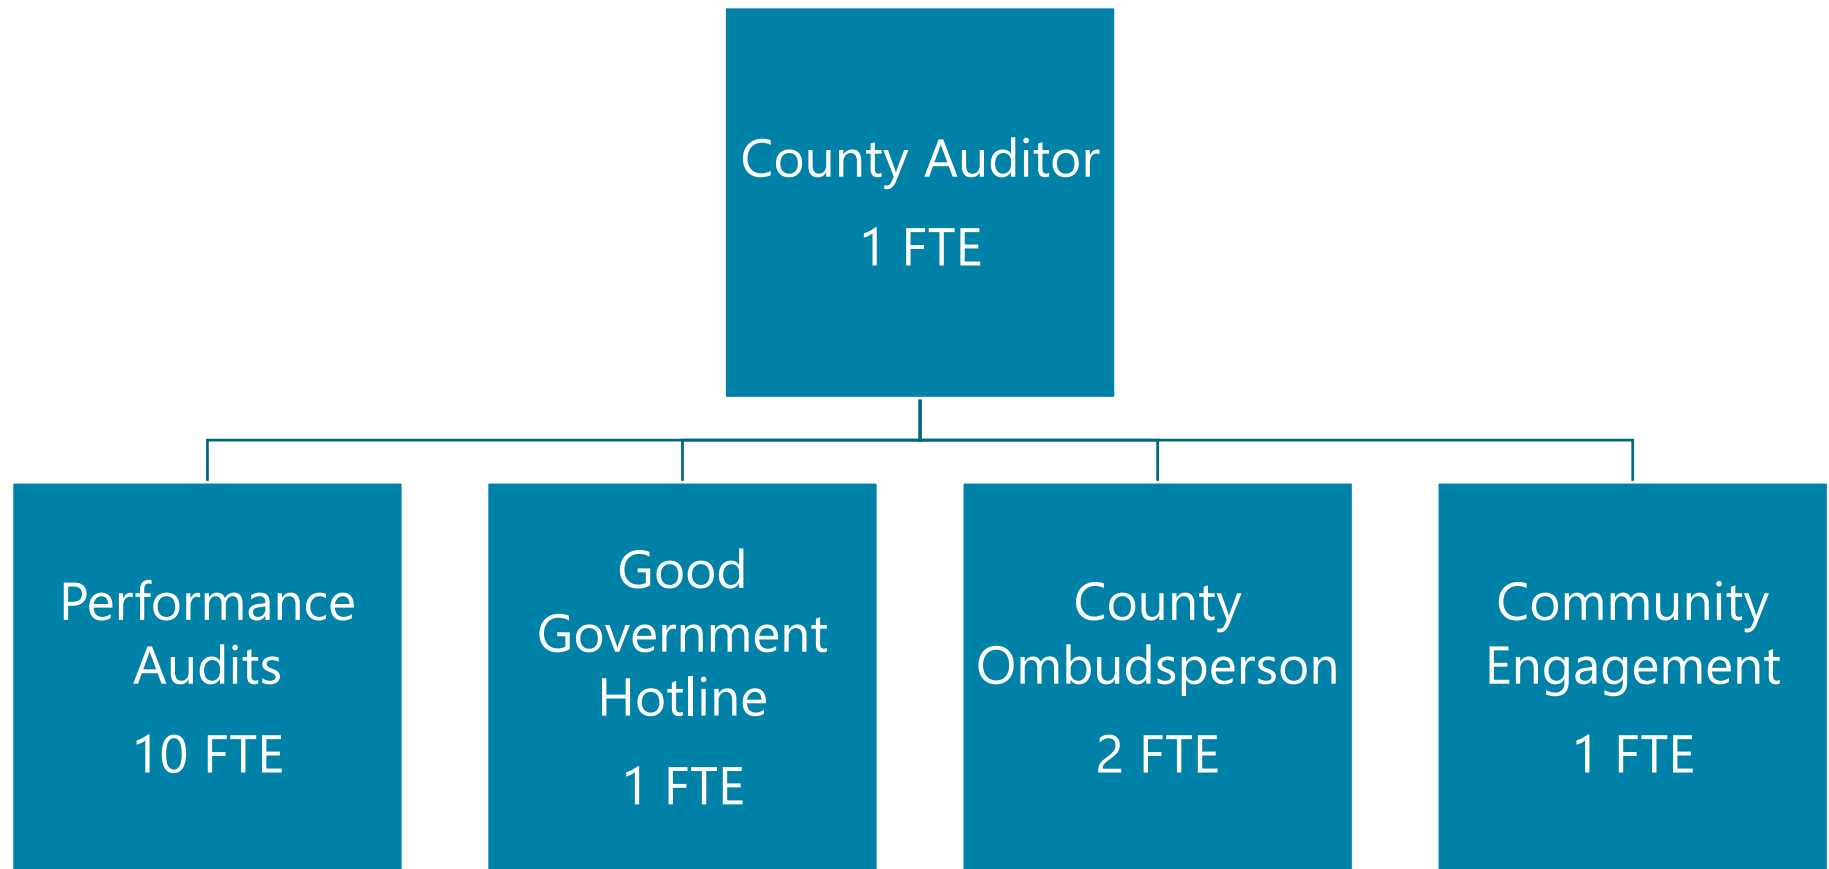 County Auditor
1 FTE
Performance
Audits
10 FTE
Good
Government
Hotline
1 FTE
County
Ombudsperson
2 FTE
Community
Engagement
1 FTE